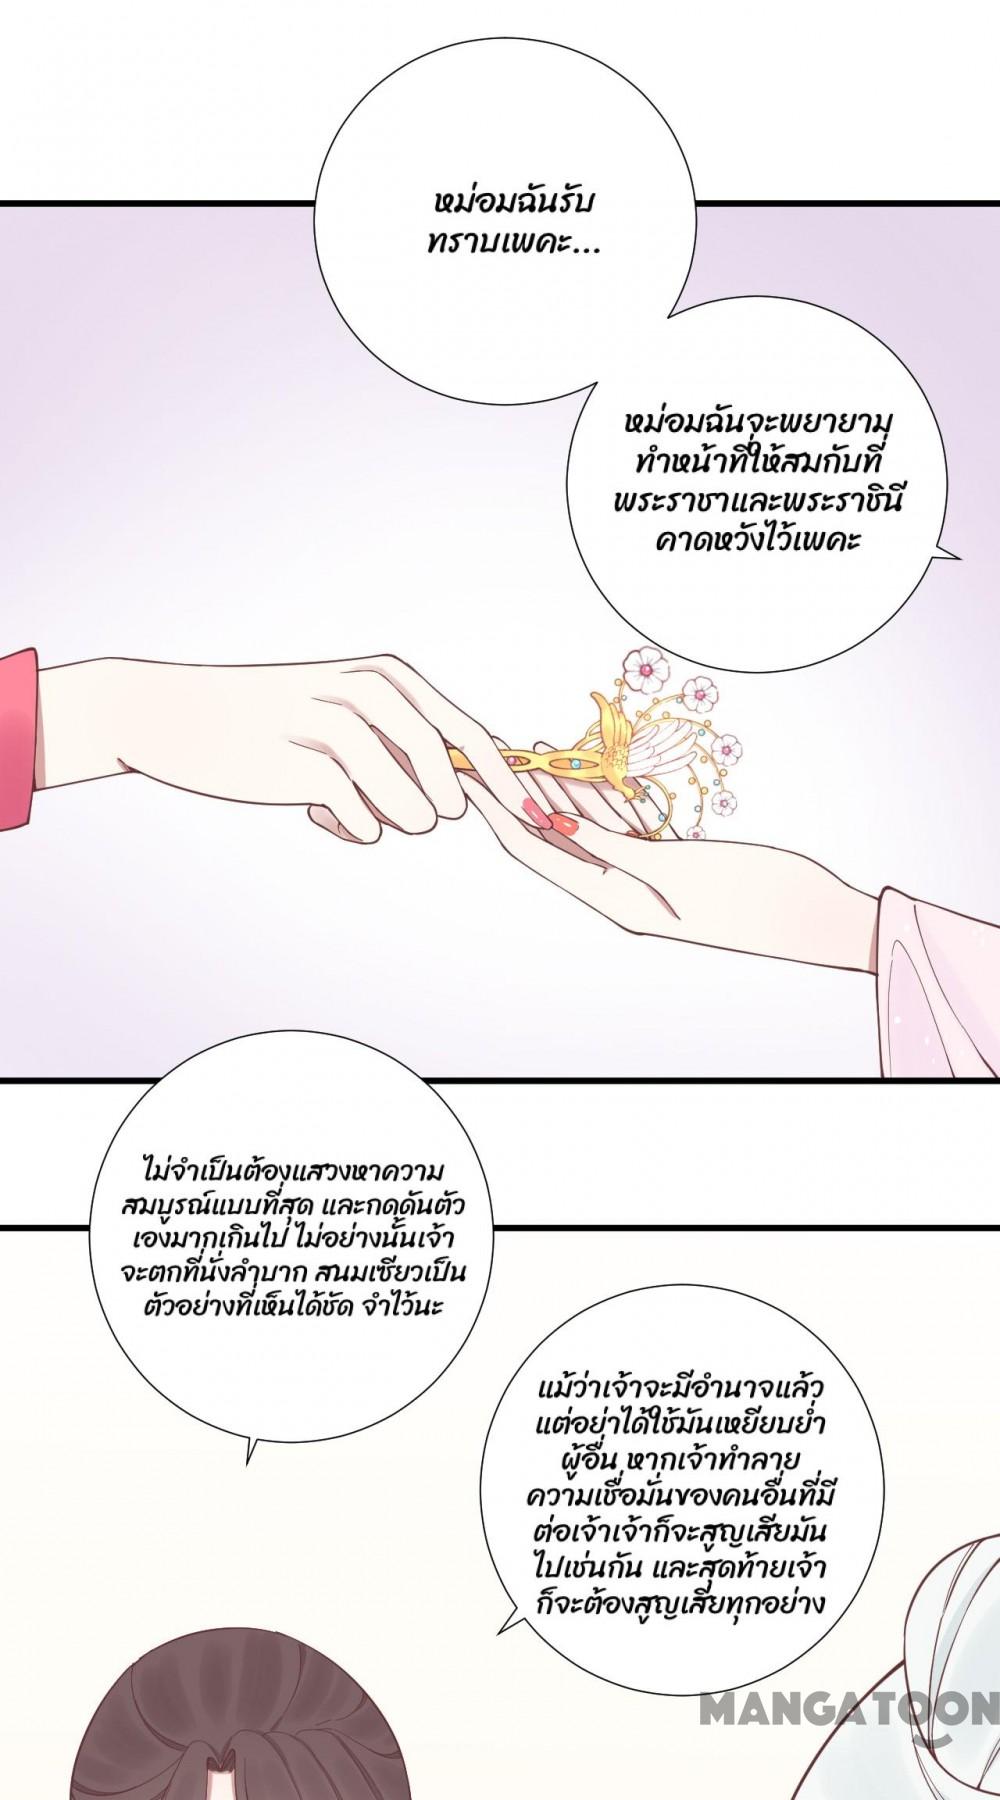 หม่อมฉันรับ
ทราบเพคะ...
หม่อมฉันจะพยายาม
ทำหน้าที่ให้สมกับที่
พระราชาและพระราชินี
คาดหวังไว้เพคะ
ไม่จำเป็นต้องแสวงหาความ
สมบูรณ์แบบที่สุด และกดดันตัว
เองมากเกินไป ไม่อย่างนั้นเจ้า
จะตกที่นั่งลำบาก สนมเซียวเป็น
ตัวอย่างที่เห็นได้ชัด จำไว้นะ
แม้ว่าเจ้าจะมีอำนาจแล้ว
แต่อย่าได้ใช้มันเหยียบย่ำ
ผู้อื่น หากเจ้าทำลาย
ความเชื่อมั่นของคนอื่นที่มี
ต่อเจ้าเจ้าก็จะสูญเสียมัน
ไปเช่นกัน และสุดท้ายเจ้า
ก็จะต้องสูญเสียทุกอย่าง
MANGATOON